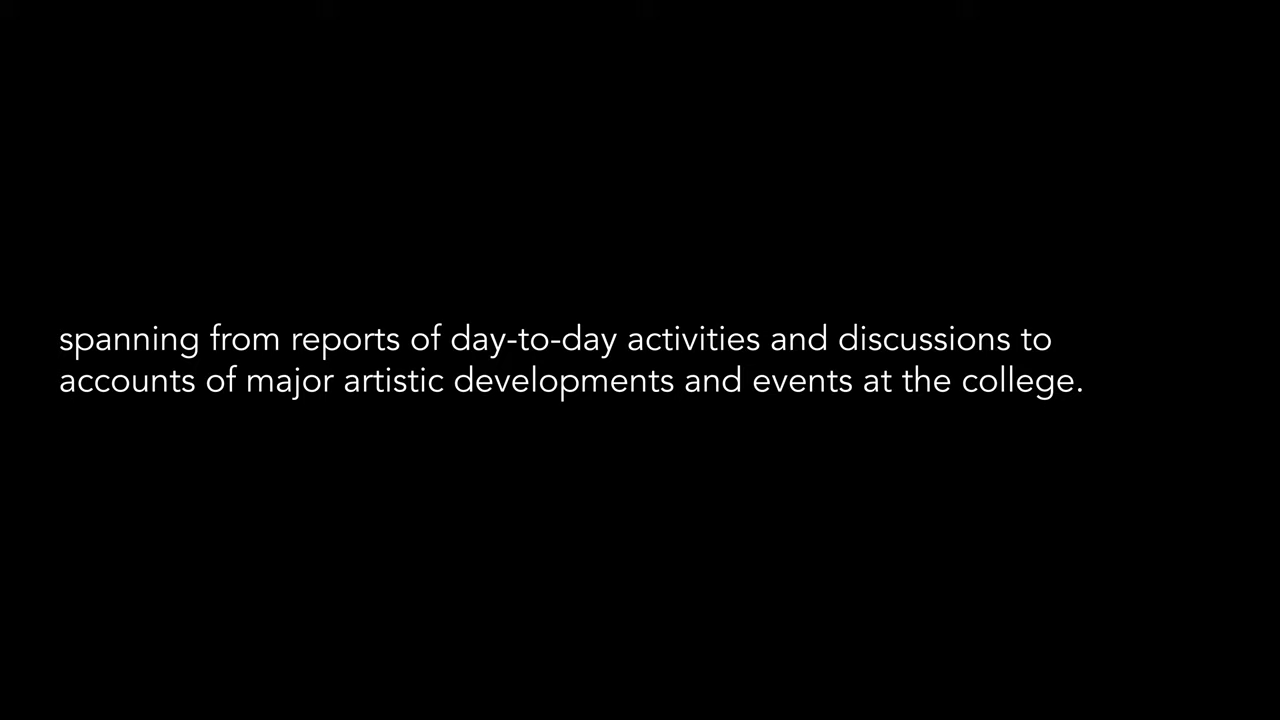 spanning from reports of day-to-day activities and discussions to
accounts of major artistic developments and events at the college.